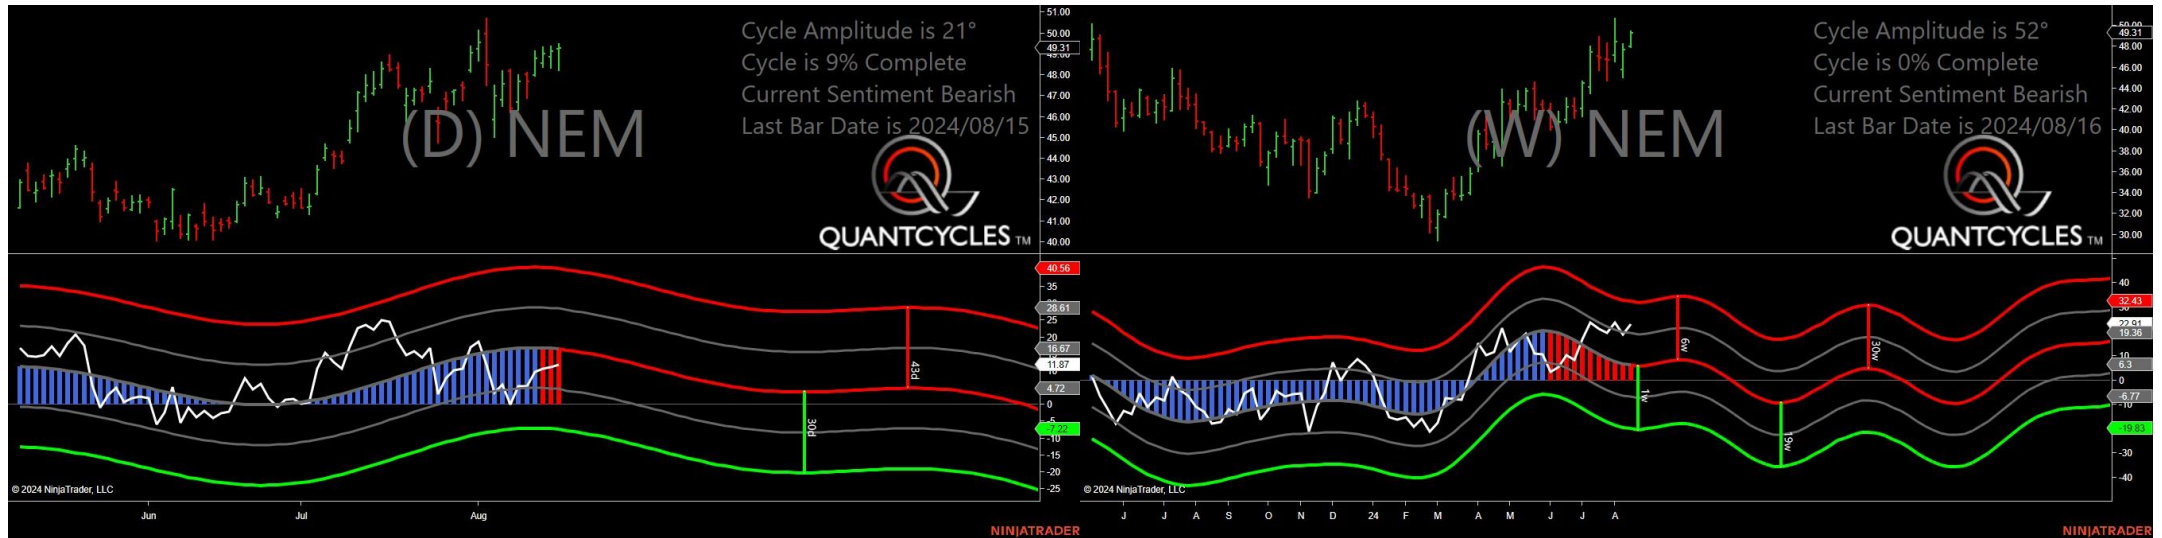 Cycle Amplitude is 21°
Cycle is 9% Complete
Current Sentiment Bearish
Last Bar Date is 2024/08/15
(D) NEM
QUANTCYCLES TM
51.00
50.00
49.31
48.00
47.00
46.00
45.00
44.00
43.00
42.00
41.00
40.00
40.56
35
28.61
25
20
16.67
11.87
4.72
0
-5
-7.22
-10
-15
-20
-25
43d
30d
© 2024 NinjaTrader, LLC
Jun Jul Aug
NINJATRADER
Cycle Amplitude is 52°
Cycle is 0% Complete
Current Sentiment Bearish
Last Bar Date is 2024/08/16
(W) NEM
QUANTCYCLES TM
50.00
49.31
48.00
46.00
44.00
42.00
40.00
38.00
36.00
34.00
32.00
30.00
40
32.43
30
22.91
19.36
10
6.3
0
-6.77
-10
-19.83
-30
-40
6w
30w
1w
19w
© 2024 NinjaTrader, LLC
J J A S O N D 24 F M A M J J A
NINJATRADER